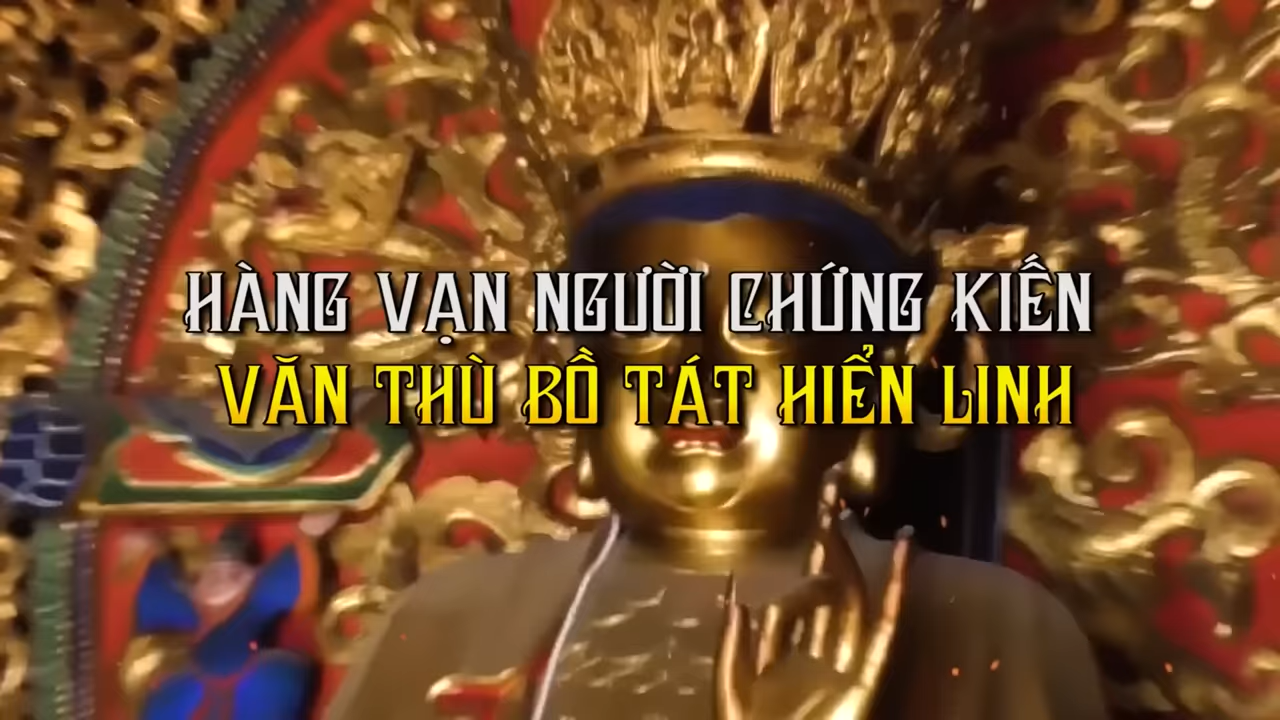 HÀNG VẠN NGƯỜI CHỨNG KIẾN
VĂN THÙ BỒ TÁT HIỂN LINH